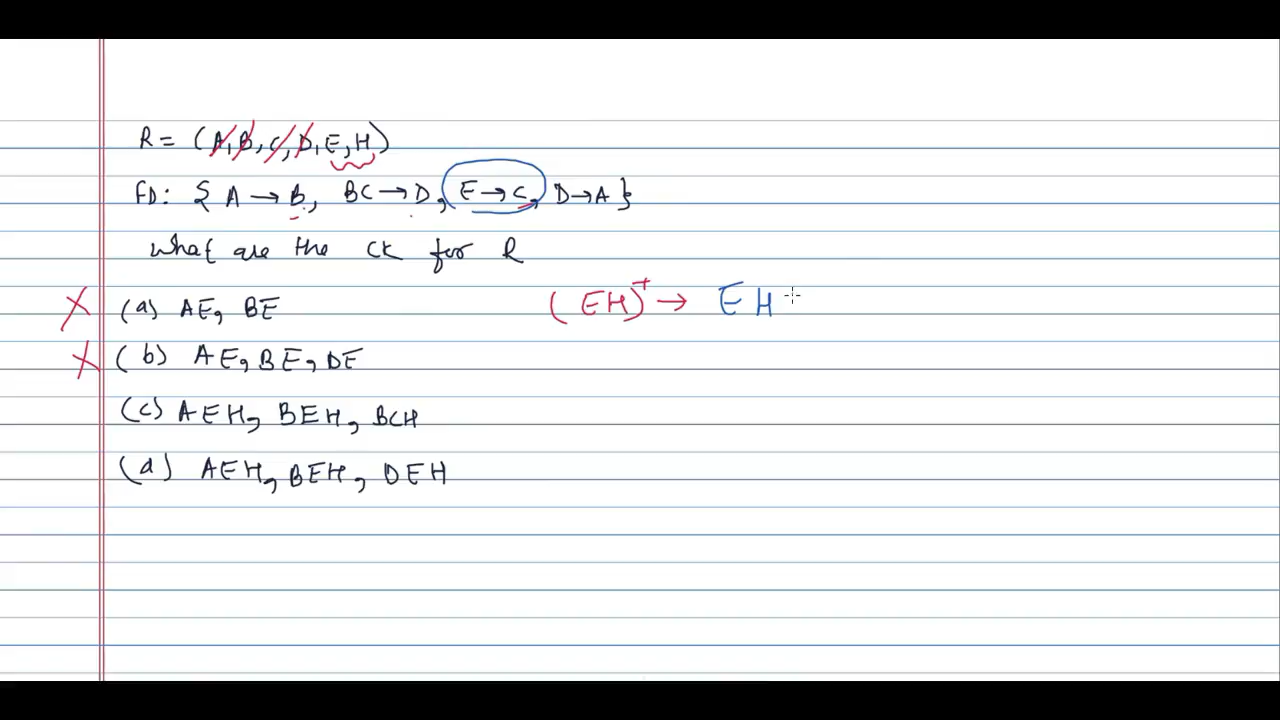 R = (A, B, C, D, E, H)
FD: { A → B, BC → D, E → C, D → A }
What are the CK for R
X (a) AE, BE
(EH)⁺ → E H
X (b) AE, BE, DE
(c) AEH, BEH, BCH
(d) AEH, BEH, DEH